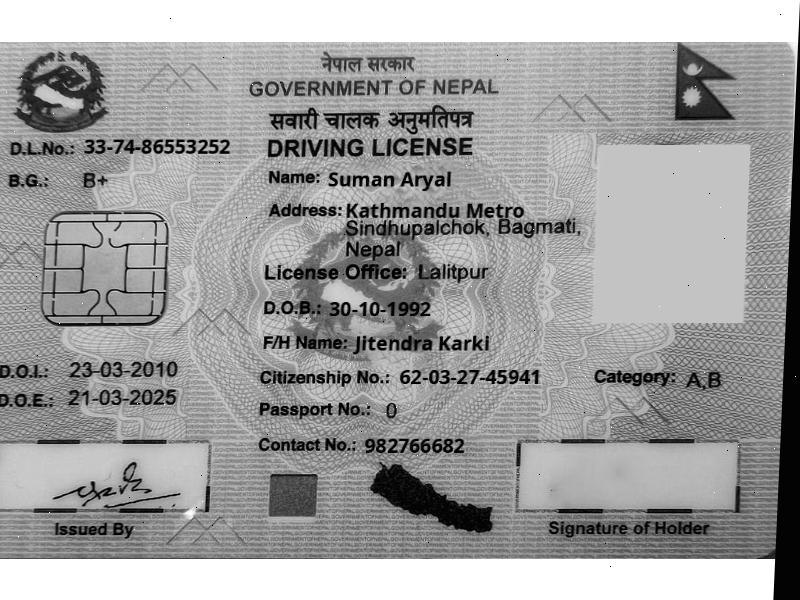 नेपाल सरकार
GOVERNMENT OF NEPAL
सवारी चालक अनुमतिपत्र
DRIVING LICENSE
D.L.No.: 33-74-86553252
B.G.: B+
Name: Suman Aryal
Address: Kathmandu Metro
Sindhupalchok, Bagmati,
Nepal
License Office: Lalitpur
D.O.B.: 30-10-1992
F/H Name: Jitendra Karki
D.O.I.: 23-03-2010
Citizenship No.: 62-03-27-45941
Category: A,B
D.O.E.: 21-03-2025
Passport No.: 0
Contact No.: 982766682
Issued By
Signature of Holder